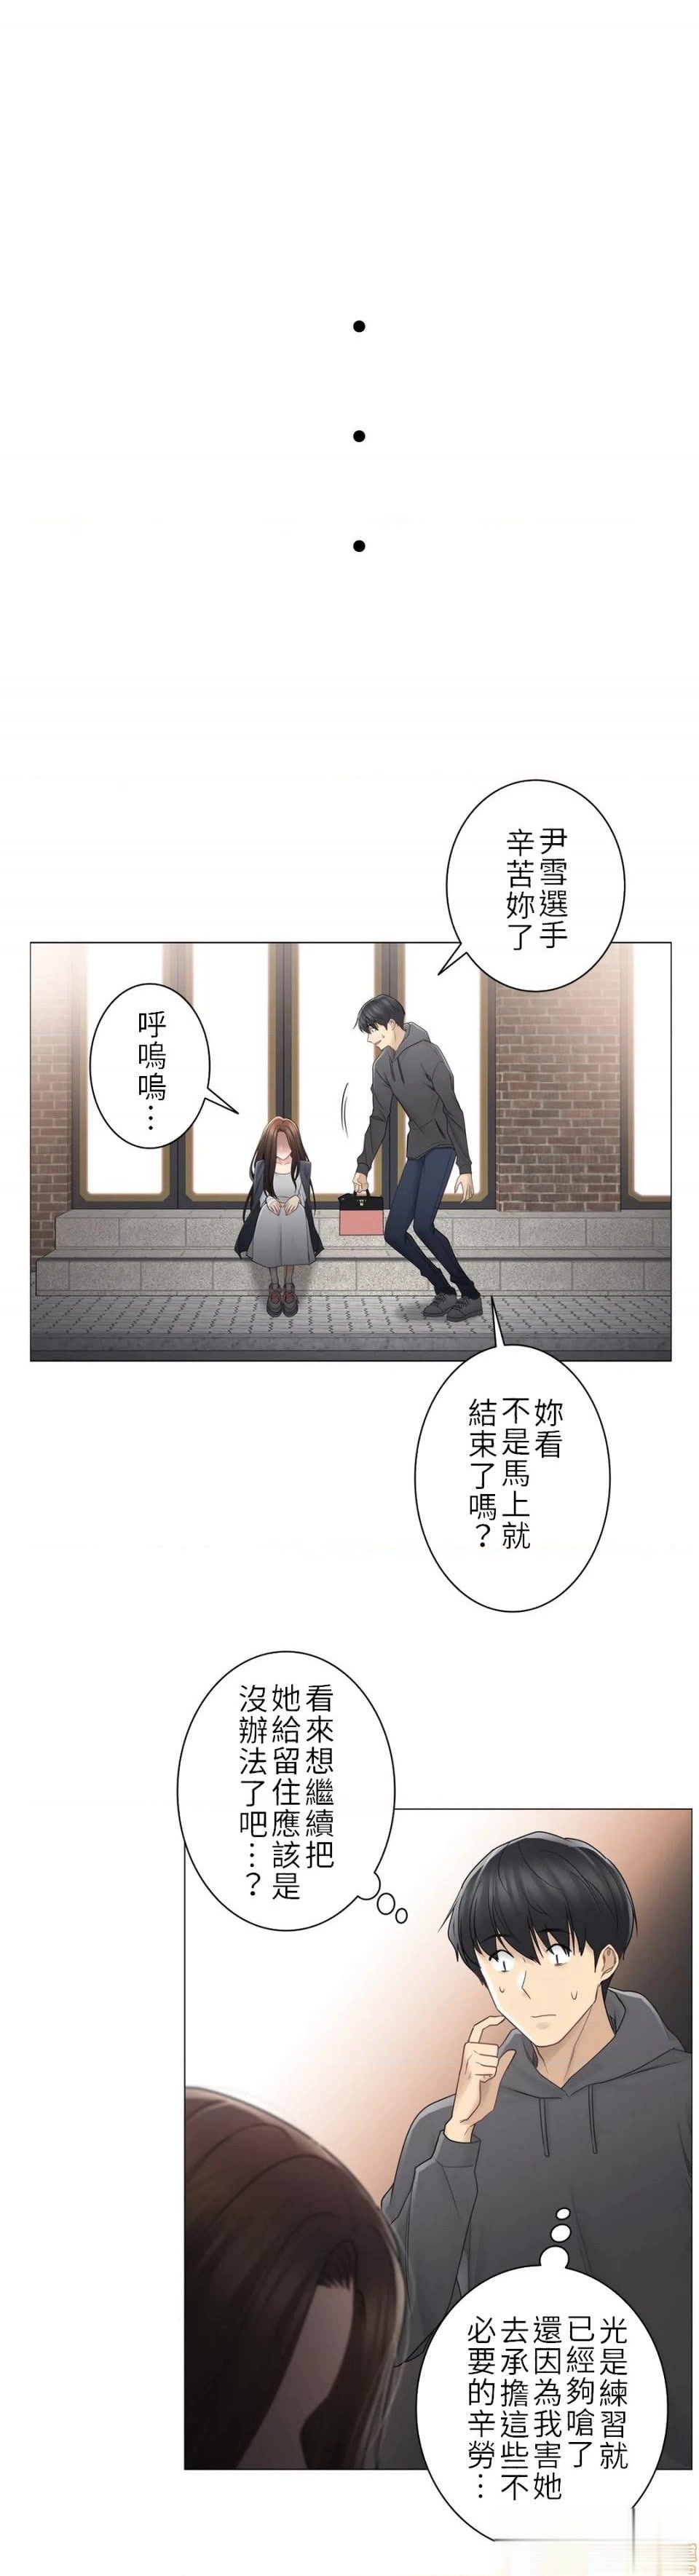 尹雪選手
辛苦妳了
呼嗚嗚…
妳看
不是馬上就
結束了嗎？
看來想繼續把
她給留住應該是
沒辦法了吧…？
光是練習就
已經夠嗆了
還因為我害她
去承擔這些不
必要的辛勞…